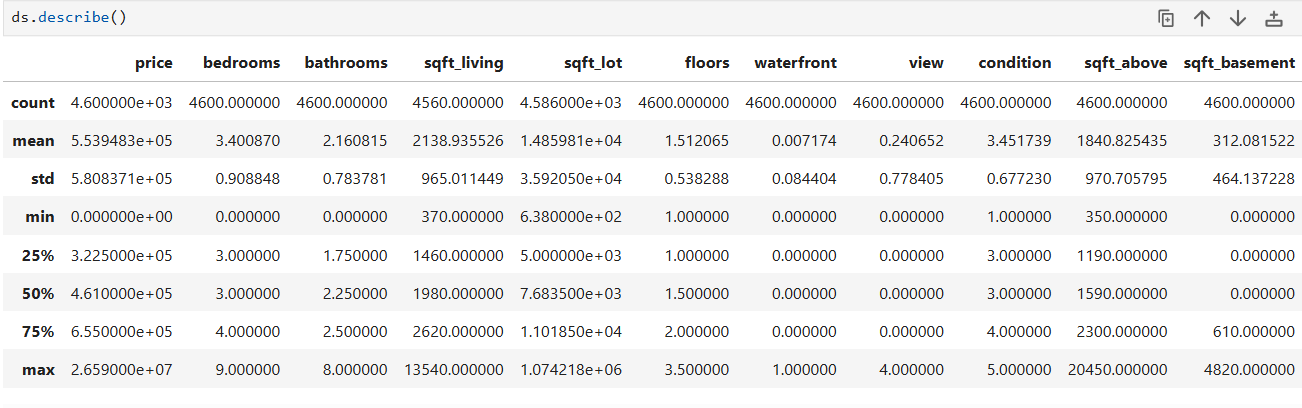 ds.describe()
price bedrooms bathrooms sqft_living sqft_lot floors waterfront view condition sqft_above sqft_basement
count 4.600000e+03 4600.000000 4600.000000 4560.000000 4.586000e+03 4600.000000 4600.000000 4600.000000 4600.000000 4600.000000 4600.000000
mean 5.539483e+05 3.400870 2.160815 2138.935526 1.485981e+04 1.512065 0.007174 0.240652 3.451739 1840.825435 312.081522
std 5.808371e+05 0.908848 0.783781 965.011449 3.592050e+04 0.538288 0.084404 0.778405 0.677230 970.705795 464.137228
min 0.000000e+00 0.000000 0.000000 370.000000 6.380000e+02 1.000000 0.000000 0.000000 1.000000 350.000000 0.000000
25% 3.225000e+05 3.000000 1.750000 1460.000000 5.000000e+03 1.000000 0.000000 0.000000 3.000000 1190.000000 0.000000
50% 4.610000e+05 3.000000 2.250000 1980.000000 7.683500e+03 1.500000 0.000000 0.000000 3.000000 1590.000000 0.000000
75% 6.550000e+05 4.000000 2.500000 2620.000000 1.101850e+04 2.000000 0.000000 0.000000 4.000000 2300.000000 610.000000
max 2.659000e+07 9.000000 8.000000 13540.000000 1.074218e+06 3.500000 1.000000 4.000000 5.000000 20450.000000 4820.000000